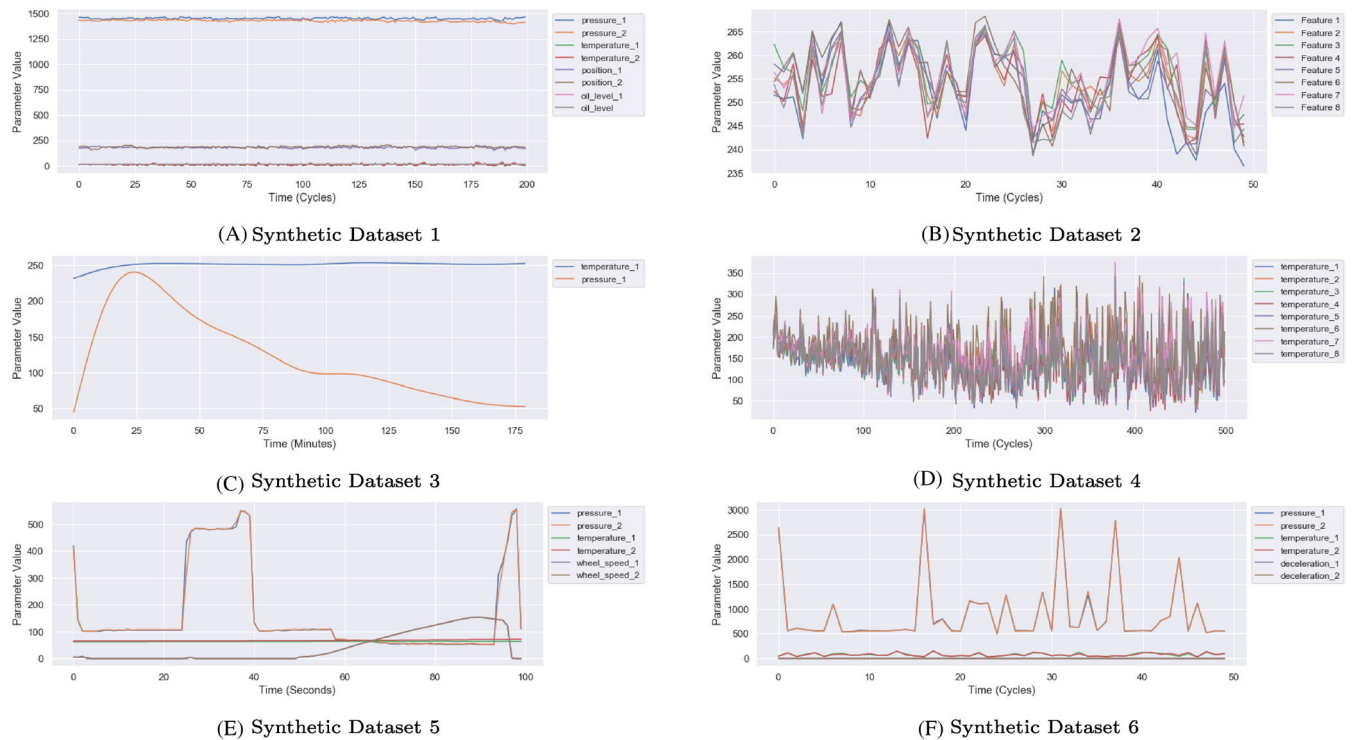 1500
1250
1000
750
500
250
0
Parameter Value
0 25 50 75 100 125 150 175 200
Time (Cycles)
pressure_1
pressure_2
temperature_1
temperature_2
position_1
position_2
oil_level_1
oil_level
(A) Synthetic Dataset 1
265
260
255
250
245
240
235
Parameter Value
0 10 20 30 40 50
Time (Cycles)
Feature 1
Feature 2
Feature 3
Feature 4
Feature 5
Feature 6
Feature 7
Feature 8
(B) Synthetic Dataset 2
250
200
150
100
50
Parameter Value
0 25 50 75 100 125 150 175
Time (Minutes)
temperature_1
pressure_1
(C) Synthetic Dataset 3
350
300
250
200
150
100
50
Parameter Value
0 100 200 300 400 500
Time (Cycles)
temperature_1
temperature_2
temperature_3
temperature_4
temperature_5
temperature_6
temperature_7
temperature_8
(D) Synthetic Dataset 4
500
400
300
200
100
0
Parameter Value
0 20 40 60 80 100
Time (Seconds)
pressure_1
pressure_2
temperature_1
temperature_2
wheel_speed_1
wheel_speed_2
(E) Synthetic Dataset 5
3000
2500
2000
1500
1000
500
0
Parameter Value
0 10 20 30 40 50
Time (Cycles)
pressure_1
pressure_2
temperature_1
temperature_2
deceleration_1
deceleration_2
(F) Synthetic Dataset 6